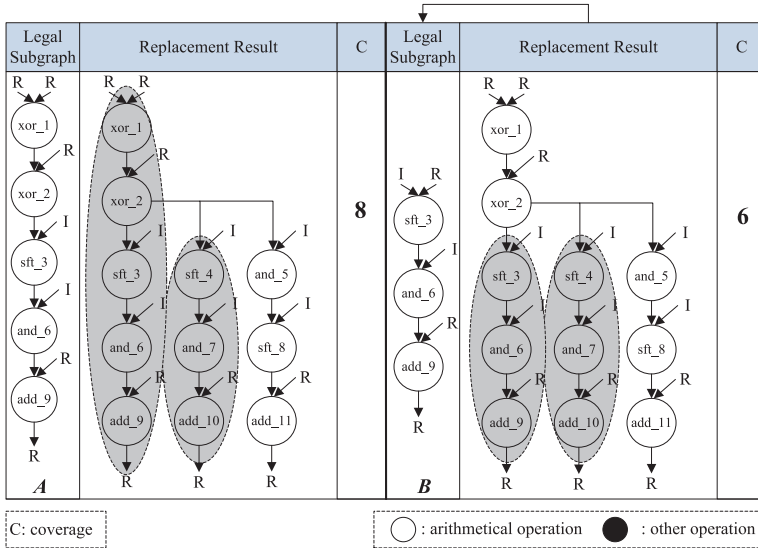 Legal Subgraph
Replacement Result
C
Legal Subgraph
Replacement Result
C
R R
xor_1
R
xor_2
I
sft_3
I
and_6
R
add_9
R
A
R R
xor_1
R
xor_2
I I I
sft_3 sft_4 and_5
I I I
and_6 and_7 sft_8
R R R
add_9 add_10 add_11
R R R
8
I R
sft_3
I
and_6
R
add_9
R
B
R R
xor_1
R
xor_2
I I I
sft_3 sft_4 and_5
I I I
and_6 and_7 sft_8
R R R
add_9 add_10 add_11
R R R
6
C: coverage
: arithmetical operation
: other operation